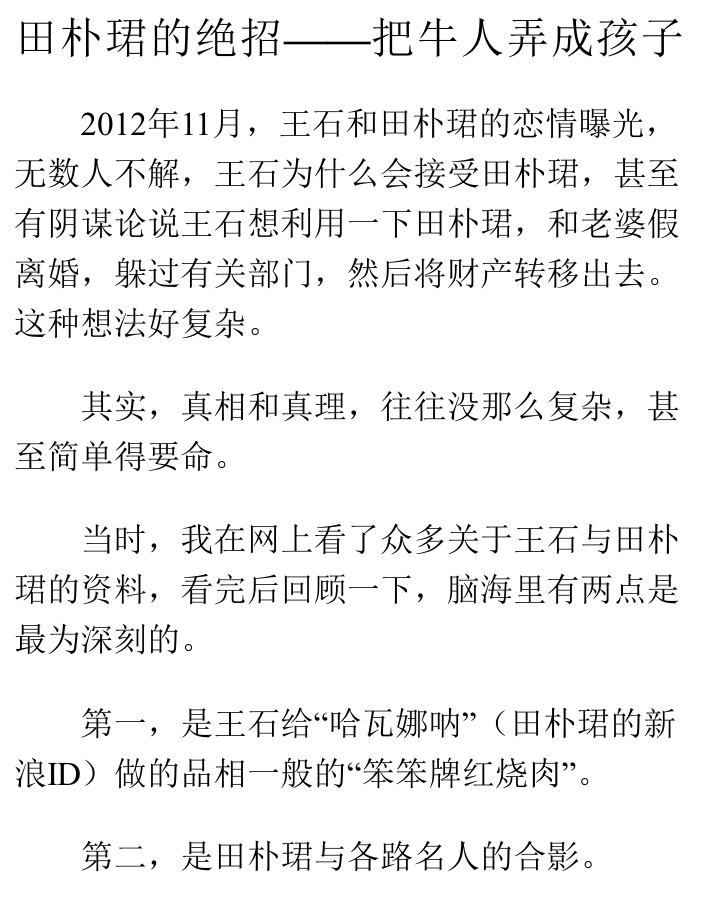 田朴珺的绝招——把牛人弄成孩子
2012年11月，王石和田朴珺的恋情曝光，
无数人不解，王石为什么会接受田朴珺，甚至
有阴谋论说王石想利用一下田朴珺，和老婆假
离婚，躲过有关部门，然后将财产转移出去。
这种想法好复杂。
其实，真相和真理，往往没那么复杂，甚
至简单得要命。
当时，我在网上看了众多关于王石与田朴
珺的资料，看完后回顾一下，脑海里有两点是
最为深刻的。
第一，是王石给“哈瓦娜呐”（田朴珺的新
浪ID）做的品相一般的“笨笨牌红烧肉”。
第二，是田朴珺与各路名人的合影。